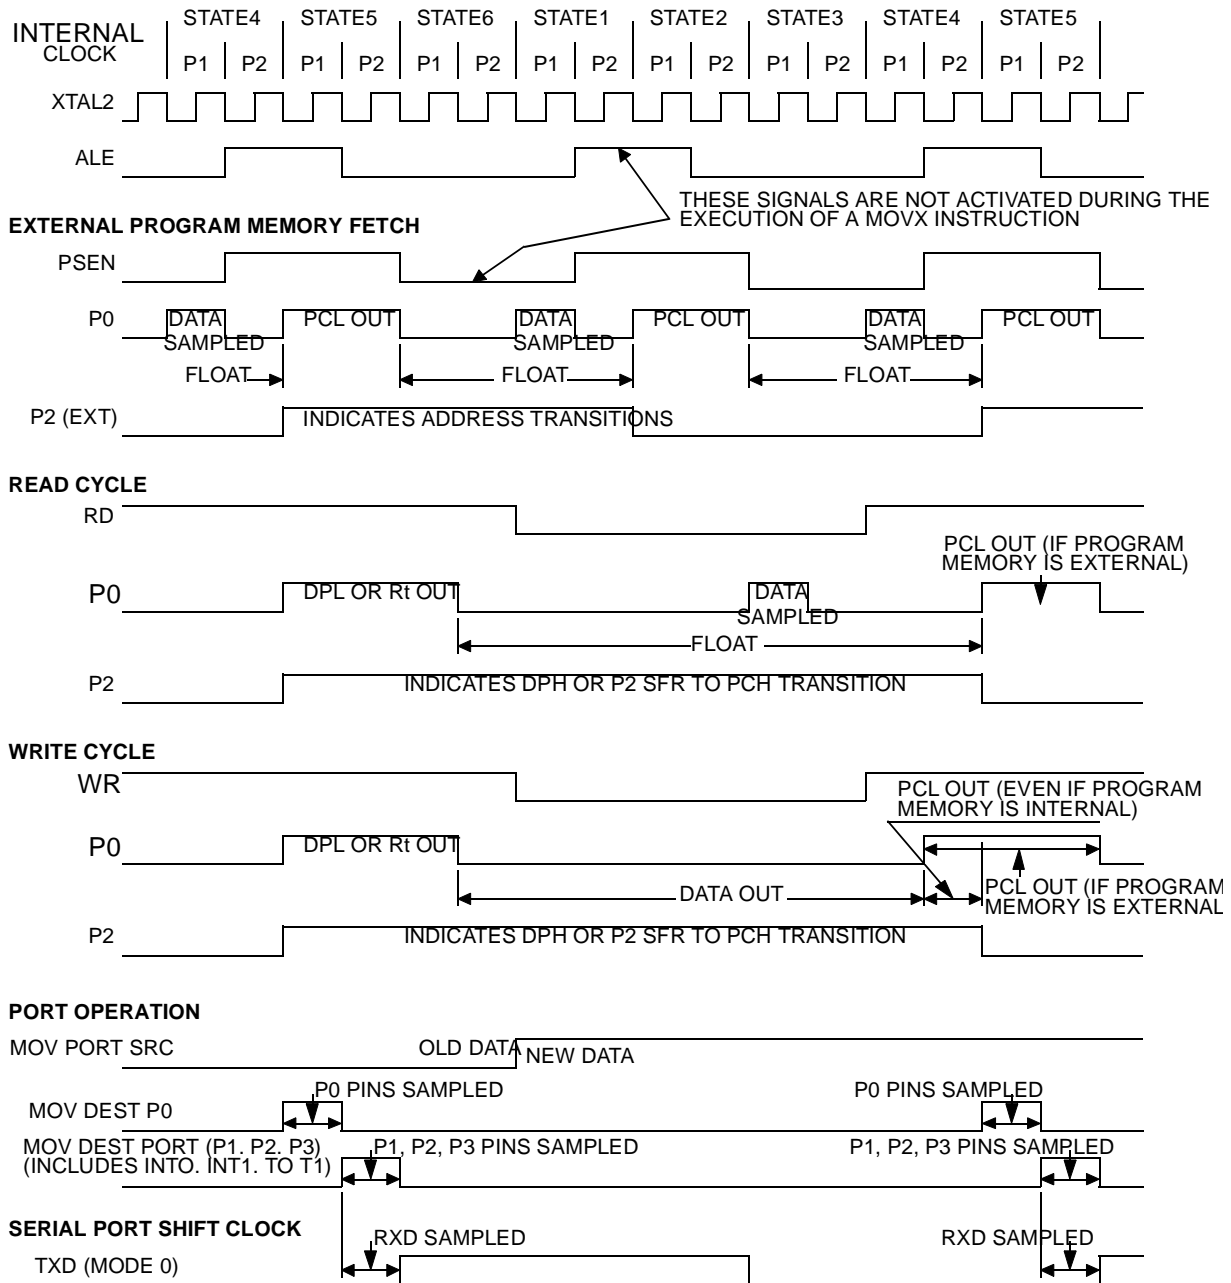 INTERNAL
CLOCK
STATE4 STATE5 STATE6 STATE1 STATE2 STATE3 STATE4 STATE5
P1 P2 P1 P2 P1 P2 P1 P2 P1 P2 P1 P2 P1 P2 P1 P2
XTAL2
ALE
THESE SIGNALS ARE NOT ACTIVATED DURING THE
EXECUTION OF A MOVX INSTRUCTION
EXTERNAL PROGRAM MEMORY FETCH
PSEN
P0 DATA PCL OUT DATA PCL OUT DATA PCL OUT
SAMPLED SAMPLED SAMPLED
FLOAT FLOAT FLOAT
P2 (EXT) INDICATES ADDRESS TRANSITIONS
READ CYCLE
RD
PCL OUT (IF PROGRAM
MEMORY IS EXTERNAL)
P0 DPL OR Rt OUT DATA
SAMPLED
FLOAT
P2 INDICATES DPH OR P2 SFR TO PCH TRANSITION
WRITE CYCLE
WR
PCL OUT (EVEN IF PROGRAM
MEMORY IS INTERNAL)
P0 DPL OR Rt OUT
DATA OUT
PCL OUT (IF PROGRAM
MEMORY IS EXTERNAL
P2 INDICATES DPH OR P2 SFR TO PCH TRANSITION
PORT OPERATION
MOV PORT SRC OLD DATA NEW DATA
P0 PINS SAMPLED P0 PINS SAMPLED
MOV DEST P0
MOV DEST PORT (P1. P2. P3) P1, P2, P3 PINS SAMPLED P1, P2, P3 PINS SAMPLED
(INCLUDES INTO. INT1. TO T1)
SERIAL PORT SHIFT CLOCK
RXD SAMPLED RXD SAMPLED
TXD (MODE 0)